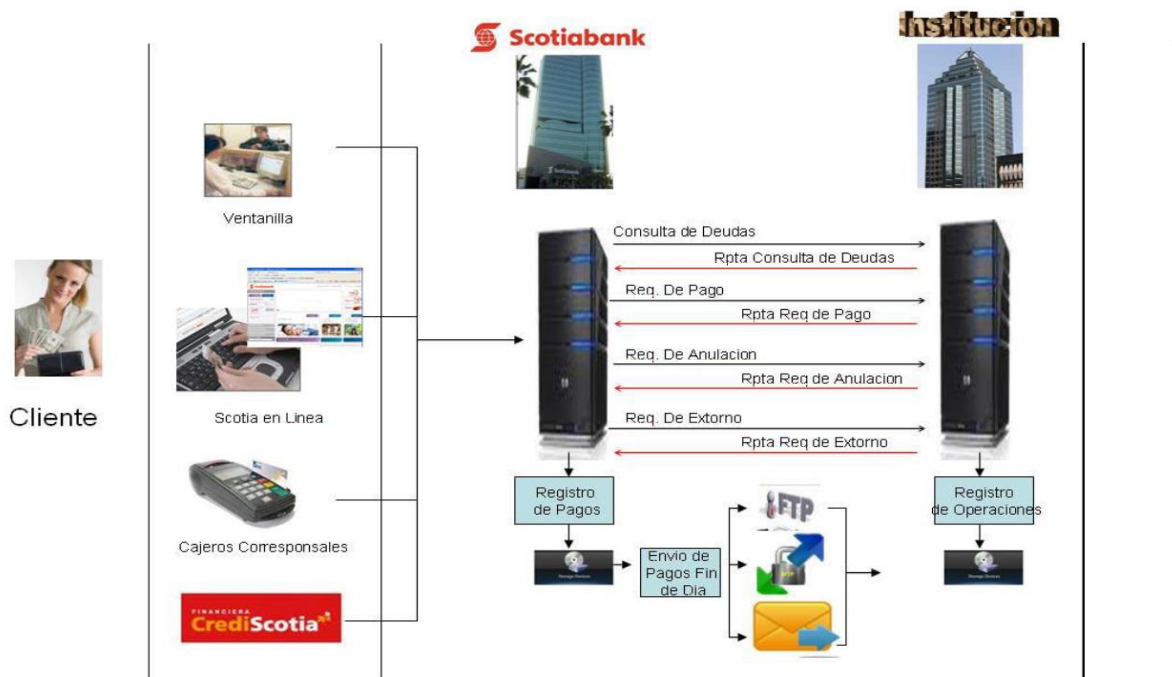 Scotiabank
Institucion
Ventanilla
Scotia en Linea
Cajeros Corresponsales
FINANCIERA
CrediScotia
Cliente
Consulta de Deudas
Rpta Consulta de Deudas
Req. De Pago
Rpta Req de Pago
Req. De Anulacion
Rpta Req de Anulacion
Req. De Extorno
Rpta Req de Extorno
Registro
de Pagos
Envio de
Pagos Fin
de Dia
FTP
Registro
de Operaciones